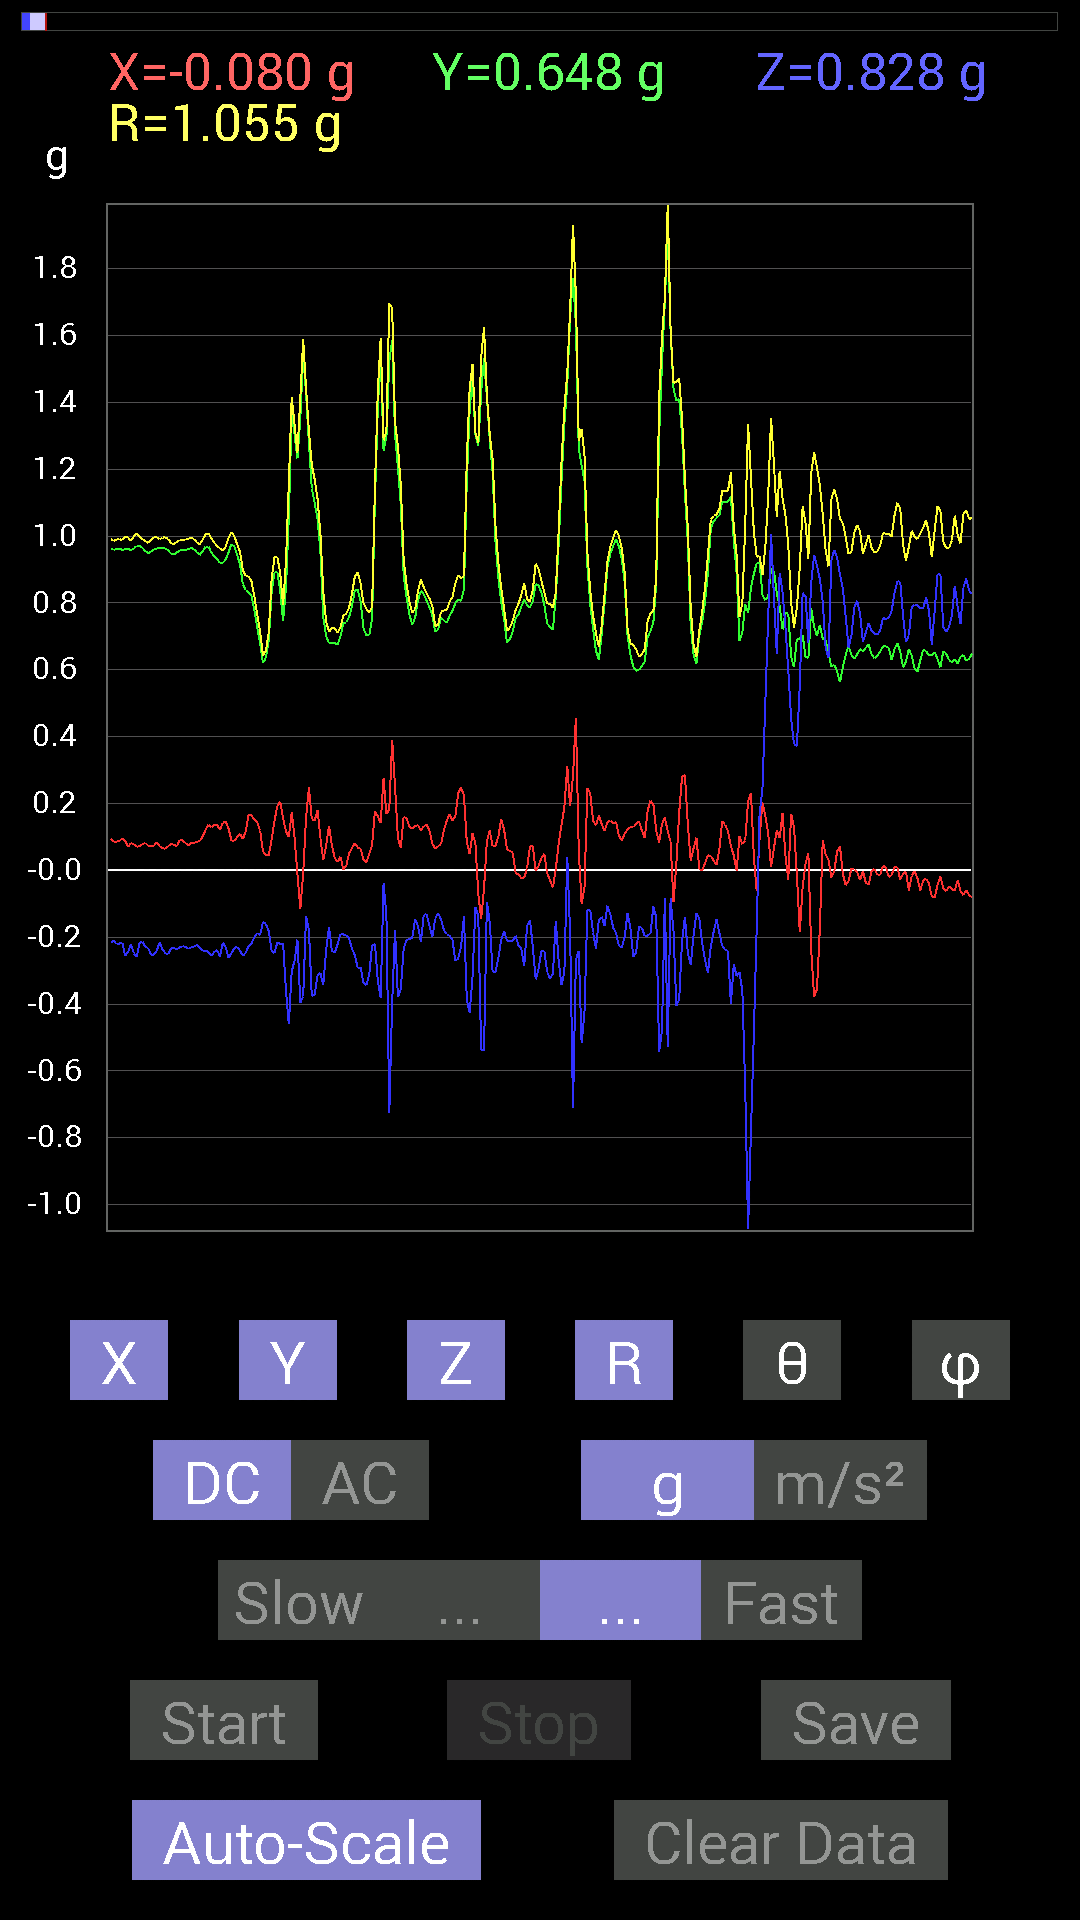 X=-0.080 g Y=0.648 g Z=0.828 g
R=1.055 g
g
1.8
1.6
1.4
1.2
1.0
0.8
0.6
0.4
0.2
-0.0
-0.2
-0.4
-0.6
-0.8
-1.0
X Y Z R θ φ
DC AC g m/s²
Slow ... ... Fast
Start Stop Save
Auto-Scale Clear Data